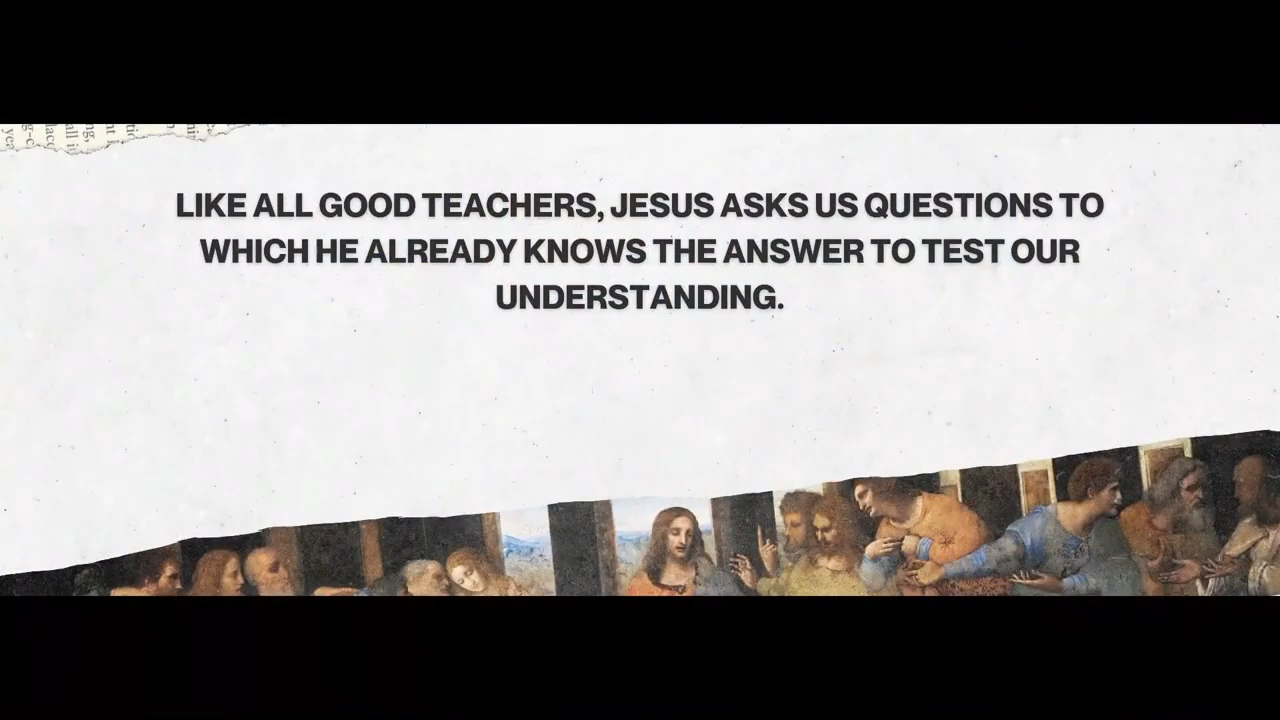 LIKE ALL GOOD TEACHERS, JESUS ASKS US QUESTIONS TO
WHICH HE ALREADY KNOWS THE ANSWER TO TEST OUR
UNDERSTANDING.